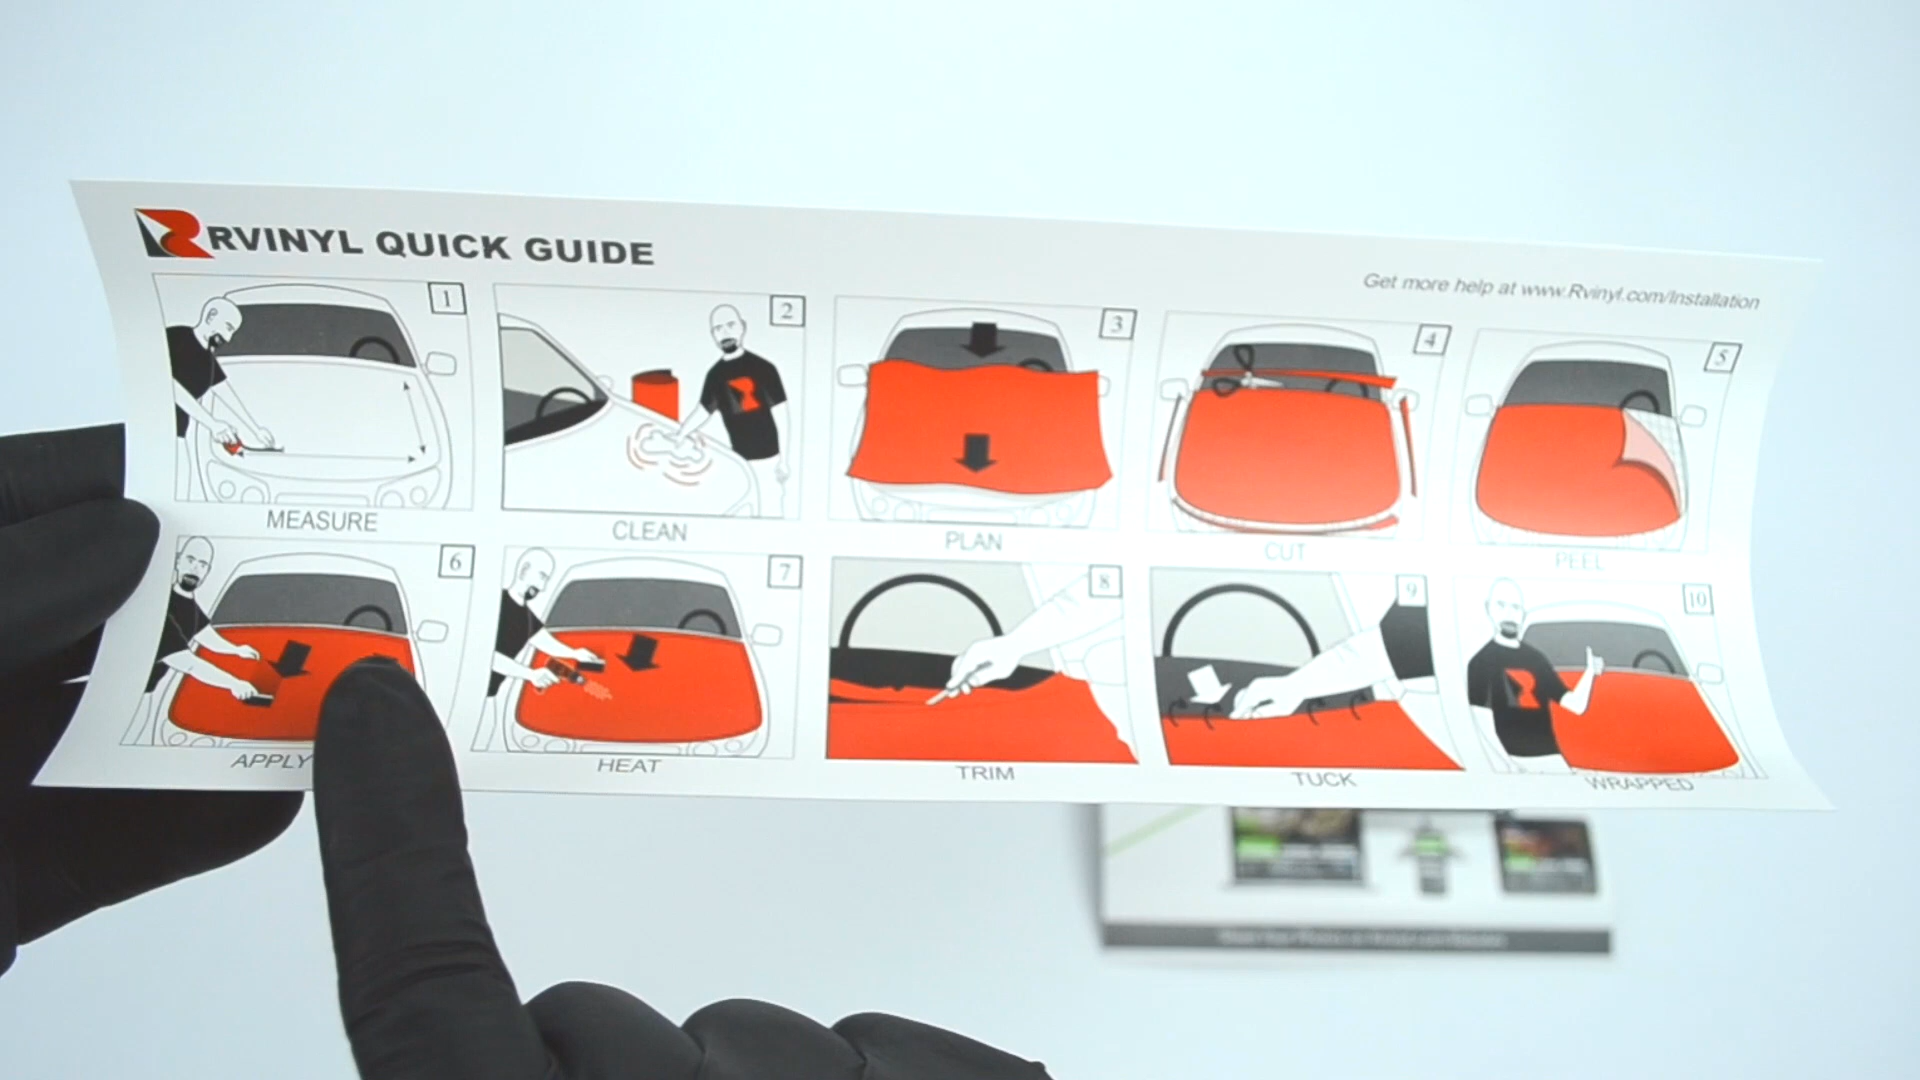 RVINYL QUICK GUIDE
Get more help at www.Rvinyl.com/Installation
1
2
3
4
5
MEASURE
CLEAN
PLAN
CUT
PEEL
6
7
8
9
10
APPLY
HEAT
TRIM
TUCK
WRAPPED